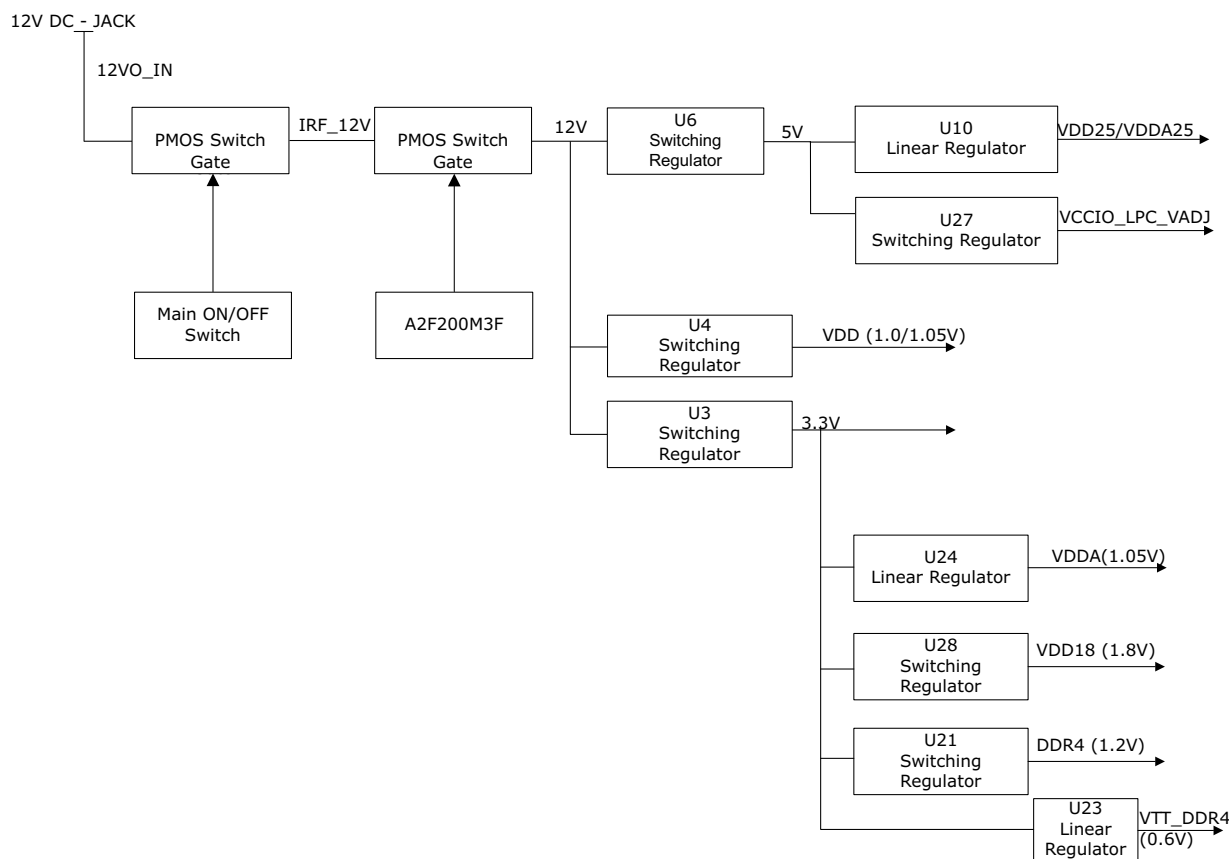 12V DC - JACK
12VO_IN
PMOS Switch
Gate
IRF_12V
PMOS Switch
Gate
12V
U6
Switching
Regulator
5V
U10
Linear Regulator
VDD25/VDDA25
U27
Switching Regulator
VCCIO_LPC_VADJ
Main ON/OFF
Switch
A2F200M3F
U4
Switching
Regulator
VDD (1.0/1.05V)
U3
Switching
Regulator
3.3V
U24
Linear Regulator
VDDA(1.05V)
U28
Switching
Regulator
VDD18 (1.8V)
U21
Switching
Regulator
DDR4 (1.2V)
U23
Linear
Regulator
VTT_DDR4
(0.6V)